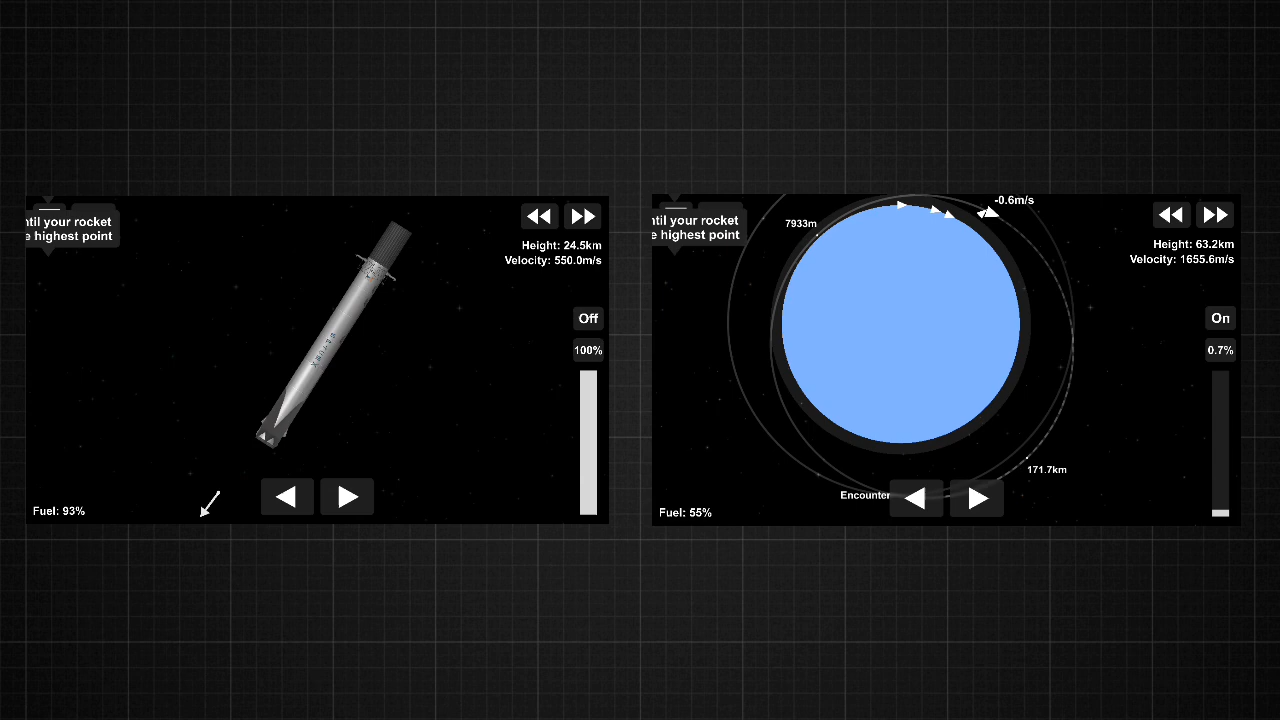 ntil your rocket
e highest point
Height: 24.5km
Velocity: 550.0m/s
Off
100%
Fuel: 93%
ntil your rocket
e highest point
7933m
-0.6m/s
Height: 63.2km
Velocity: 1655.6m/s
On
0.7%
171.7km
Encounter
Fuel: 55%